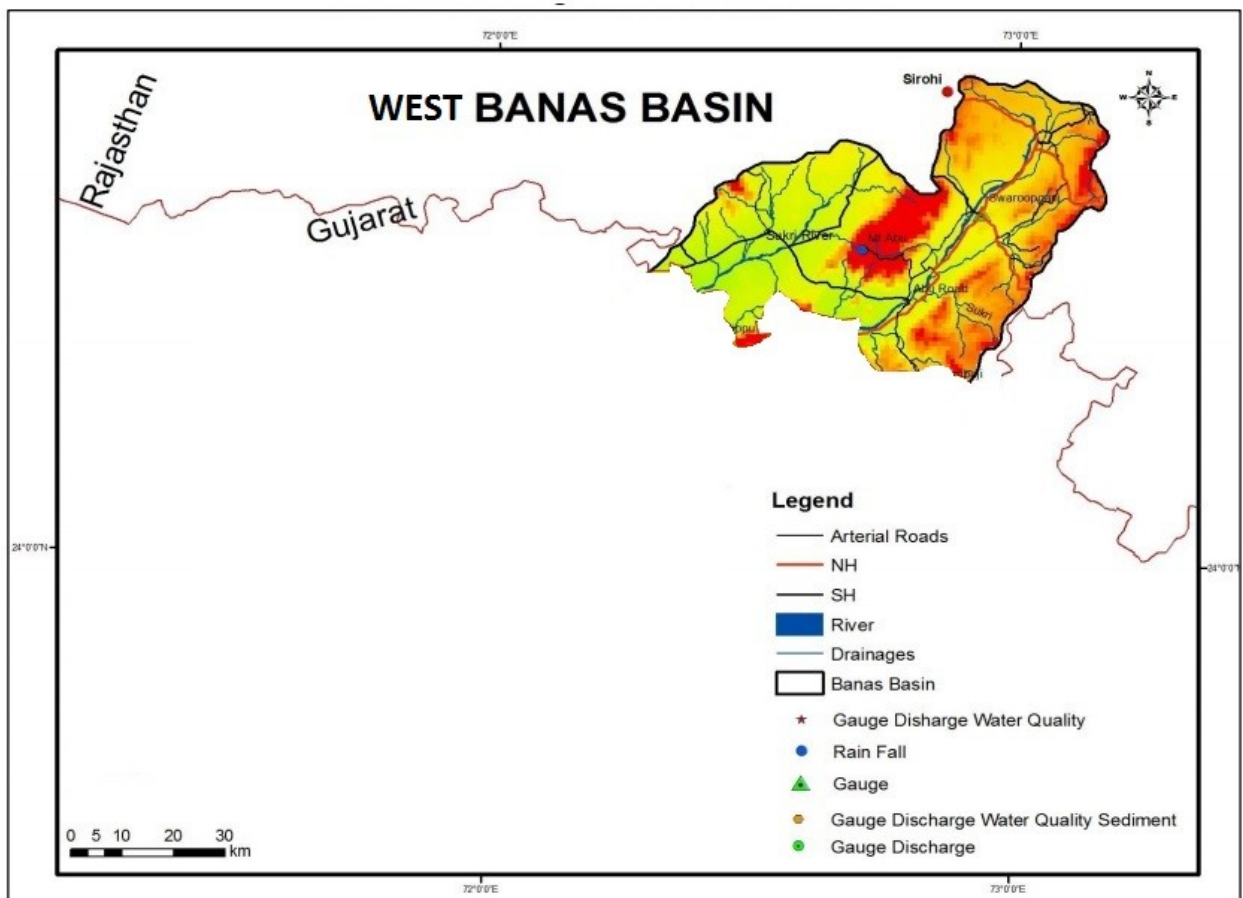 72°0'0"E
73°0'0"E
WEST BANAS BASIN
Sirohi
N
W
E
S
Rajasthan
Gujarat
Swaroopganj
Sukri River
Mt Abu
Abu Road
Sukri
Legend
Arterial Roads
NH
SH
River
Drainages
Banas Basin
Gauge Disharge Water Quality
Rain Fall
Gauge
Gauge Discharge Water Quality Sediment
Gauge Discharge
24°0'0"N
24°0'0"
0 5 10 20 30
km
72°0'0"E
73°0'0"E